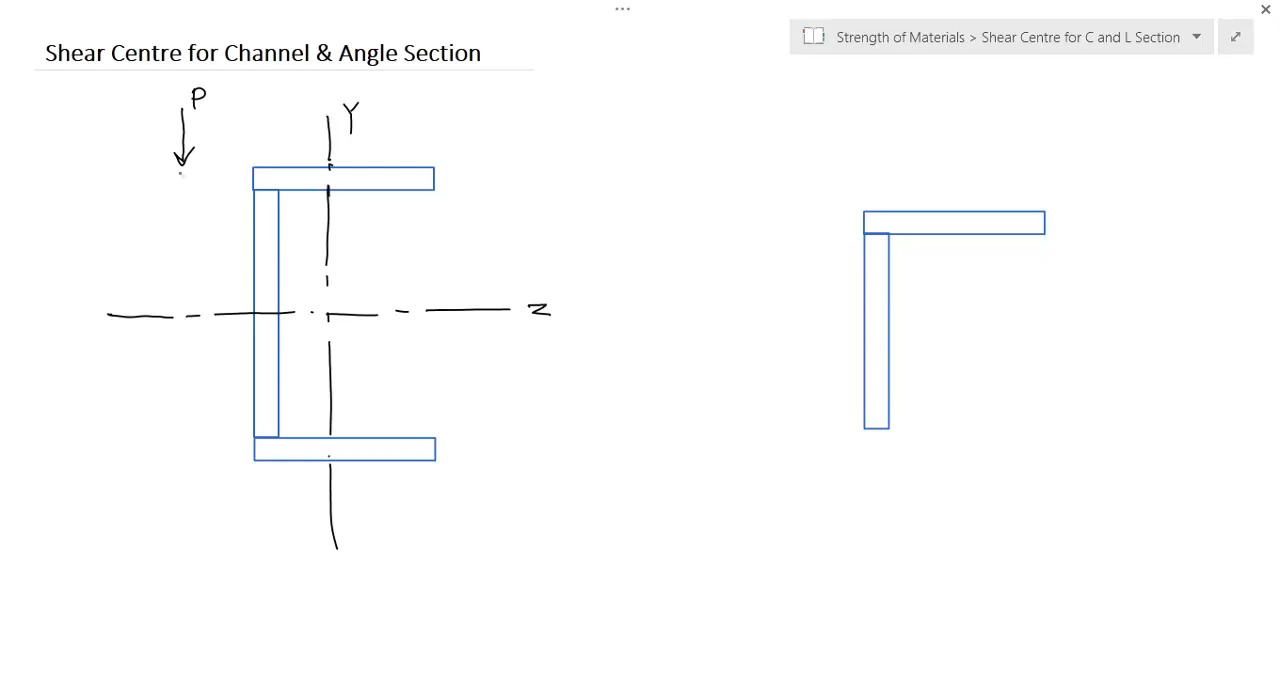 Strength of Materials > Shear Centre for C and L Section
Shear Centre for Channel & Angle Section
P
Y
Z